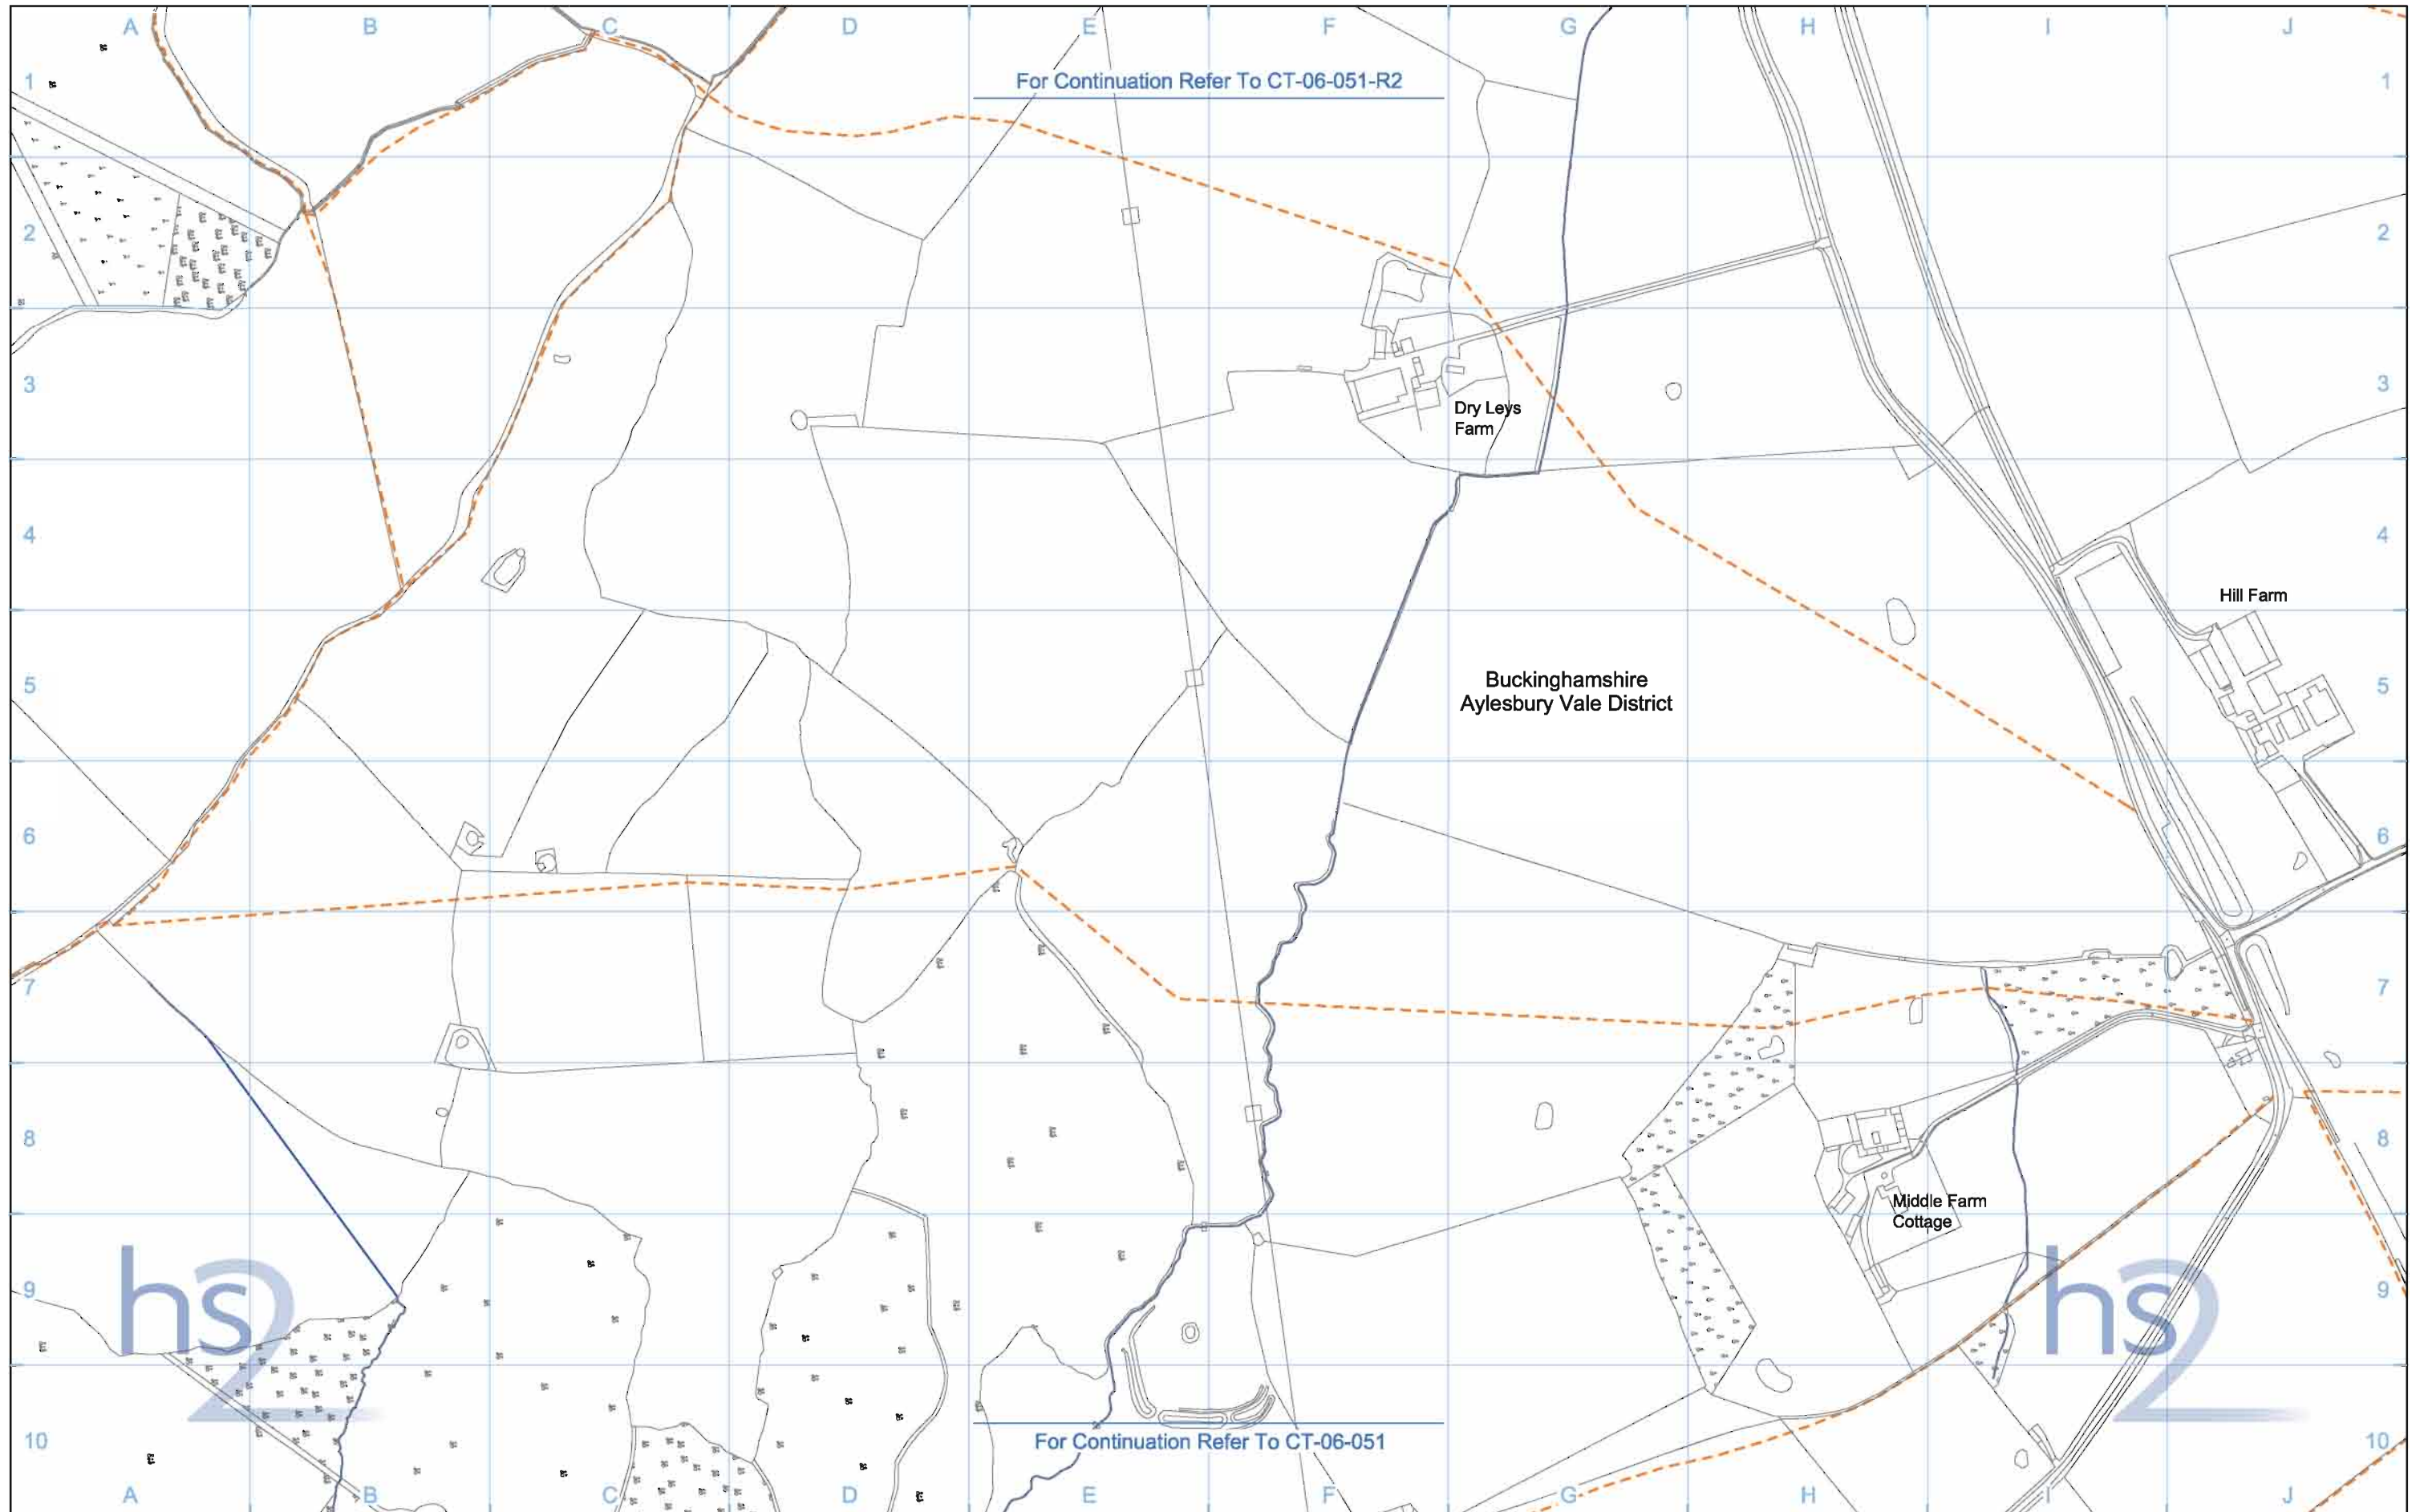 A B C D E F G H I J
For Continuation Refer To CT-06-051-R2
1 1
2 2
3 3
Dry Leys
Farm
4 4
Hill Farm
5 5
Buckinghamshire
Aylesbury Vale District
6 6
7 7
8 8
Middle Farm
Cottage
9 9
hs2 hs2
For Continuation Refer To CT-06-051
10 10
A B C D E F G H I J